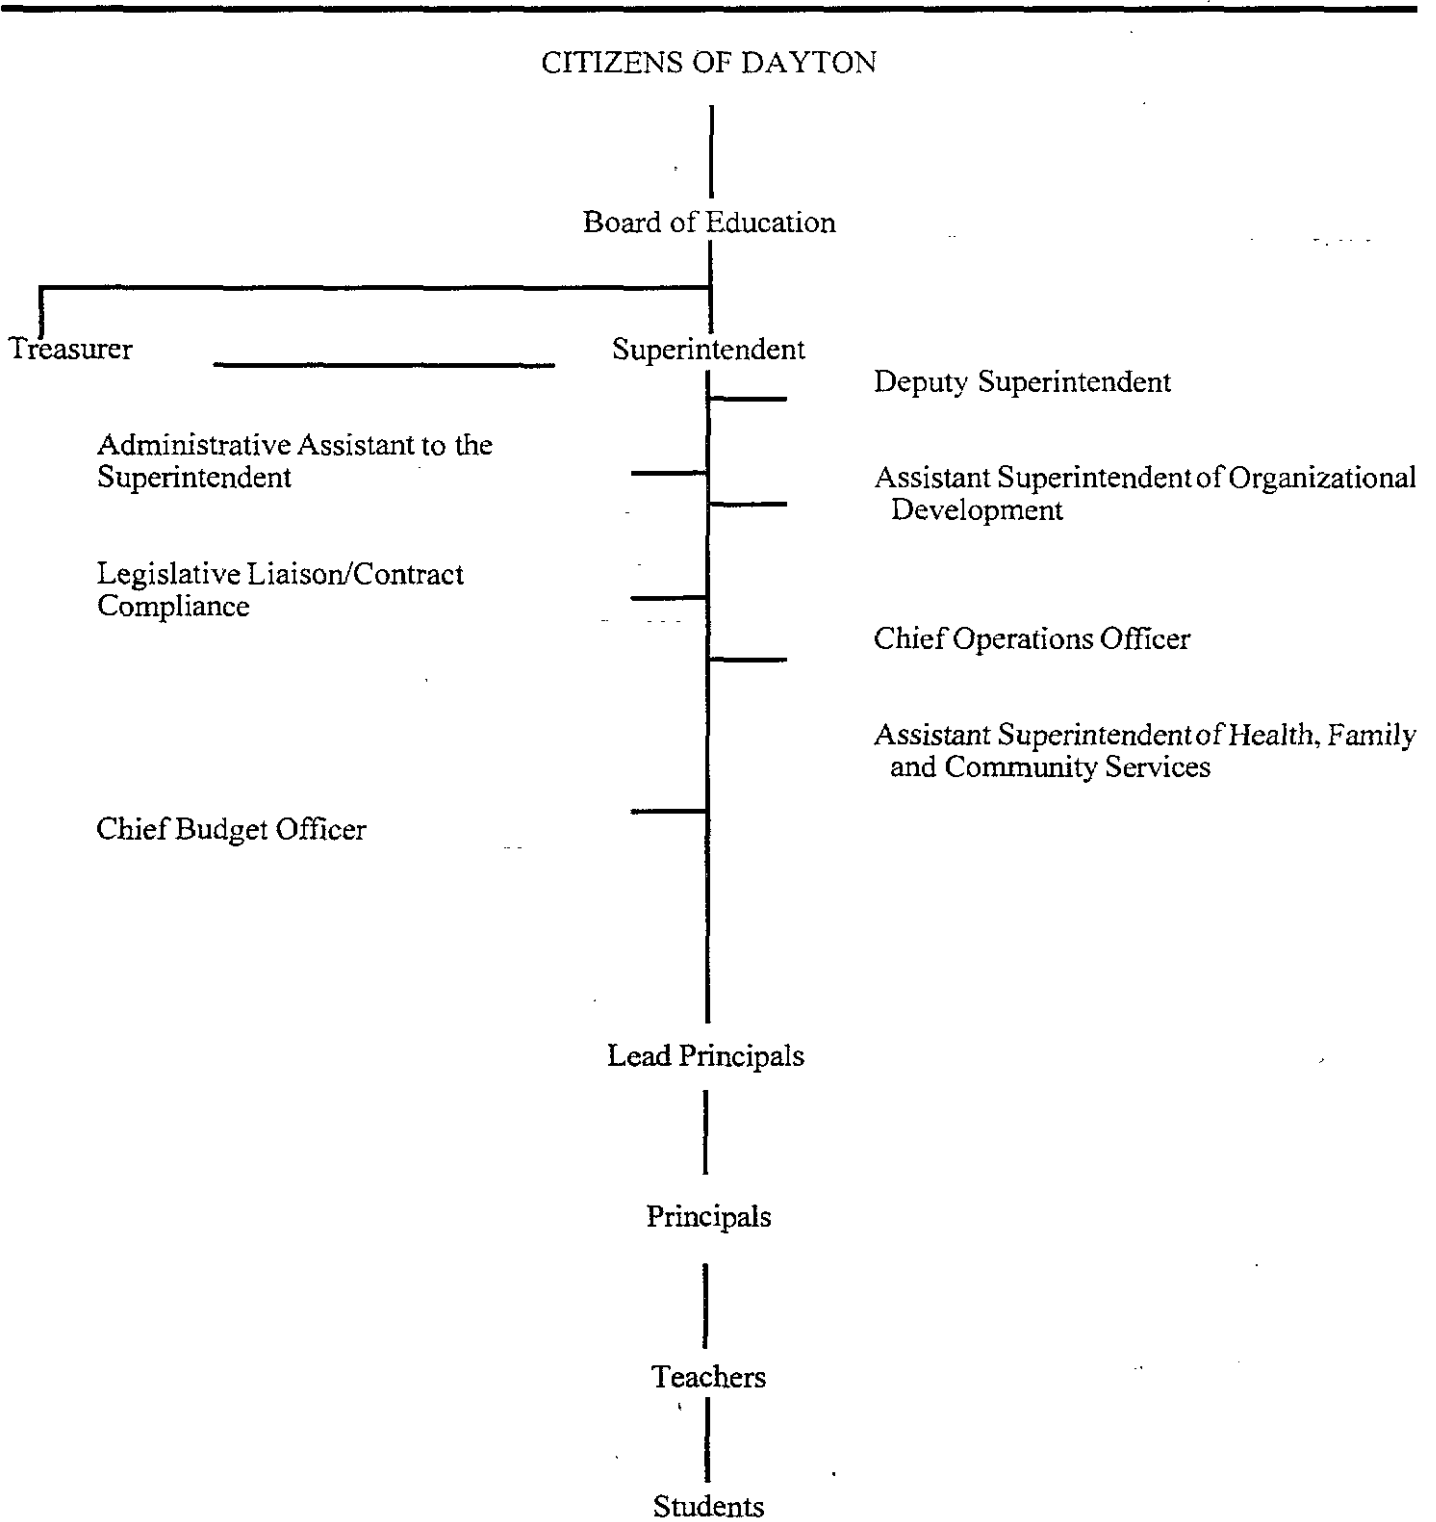 CITIZENS OF DAYTON
Board of Education
Treasurer
Superintendent
Deputy Superintendent
Administrative Assistant to the
Superintendent
Assistant Superintendent of Organizational
Development
Legislative Liaison/Contract
Compliance
Chief Operations Officer
Assistant Superintendent of Health, Family
and Community Services
Chief Budget Officer
Lead Principals
Principals
Teachers
Students